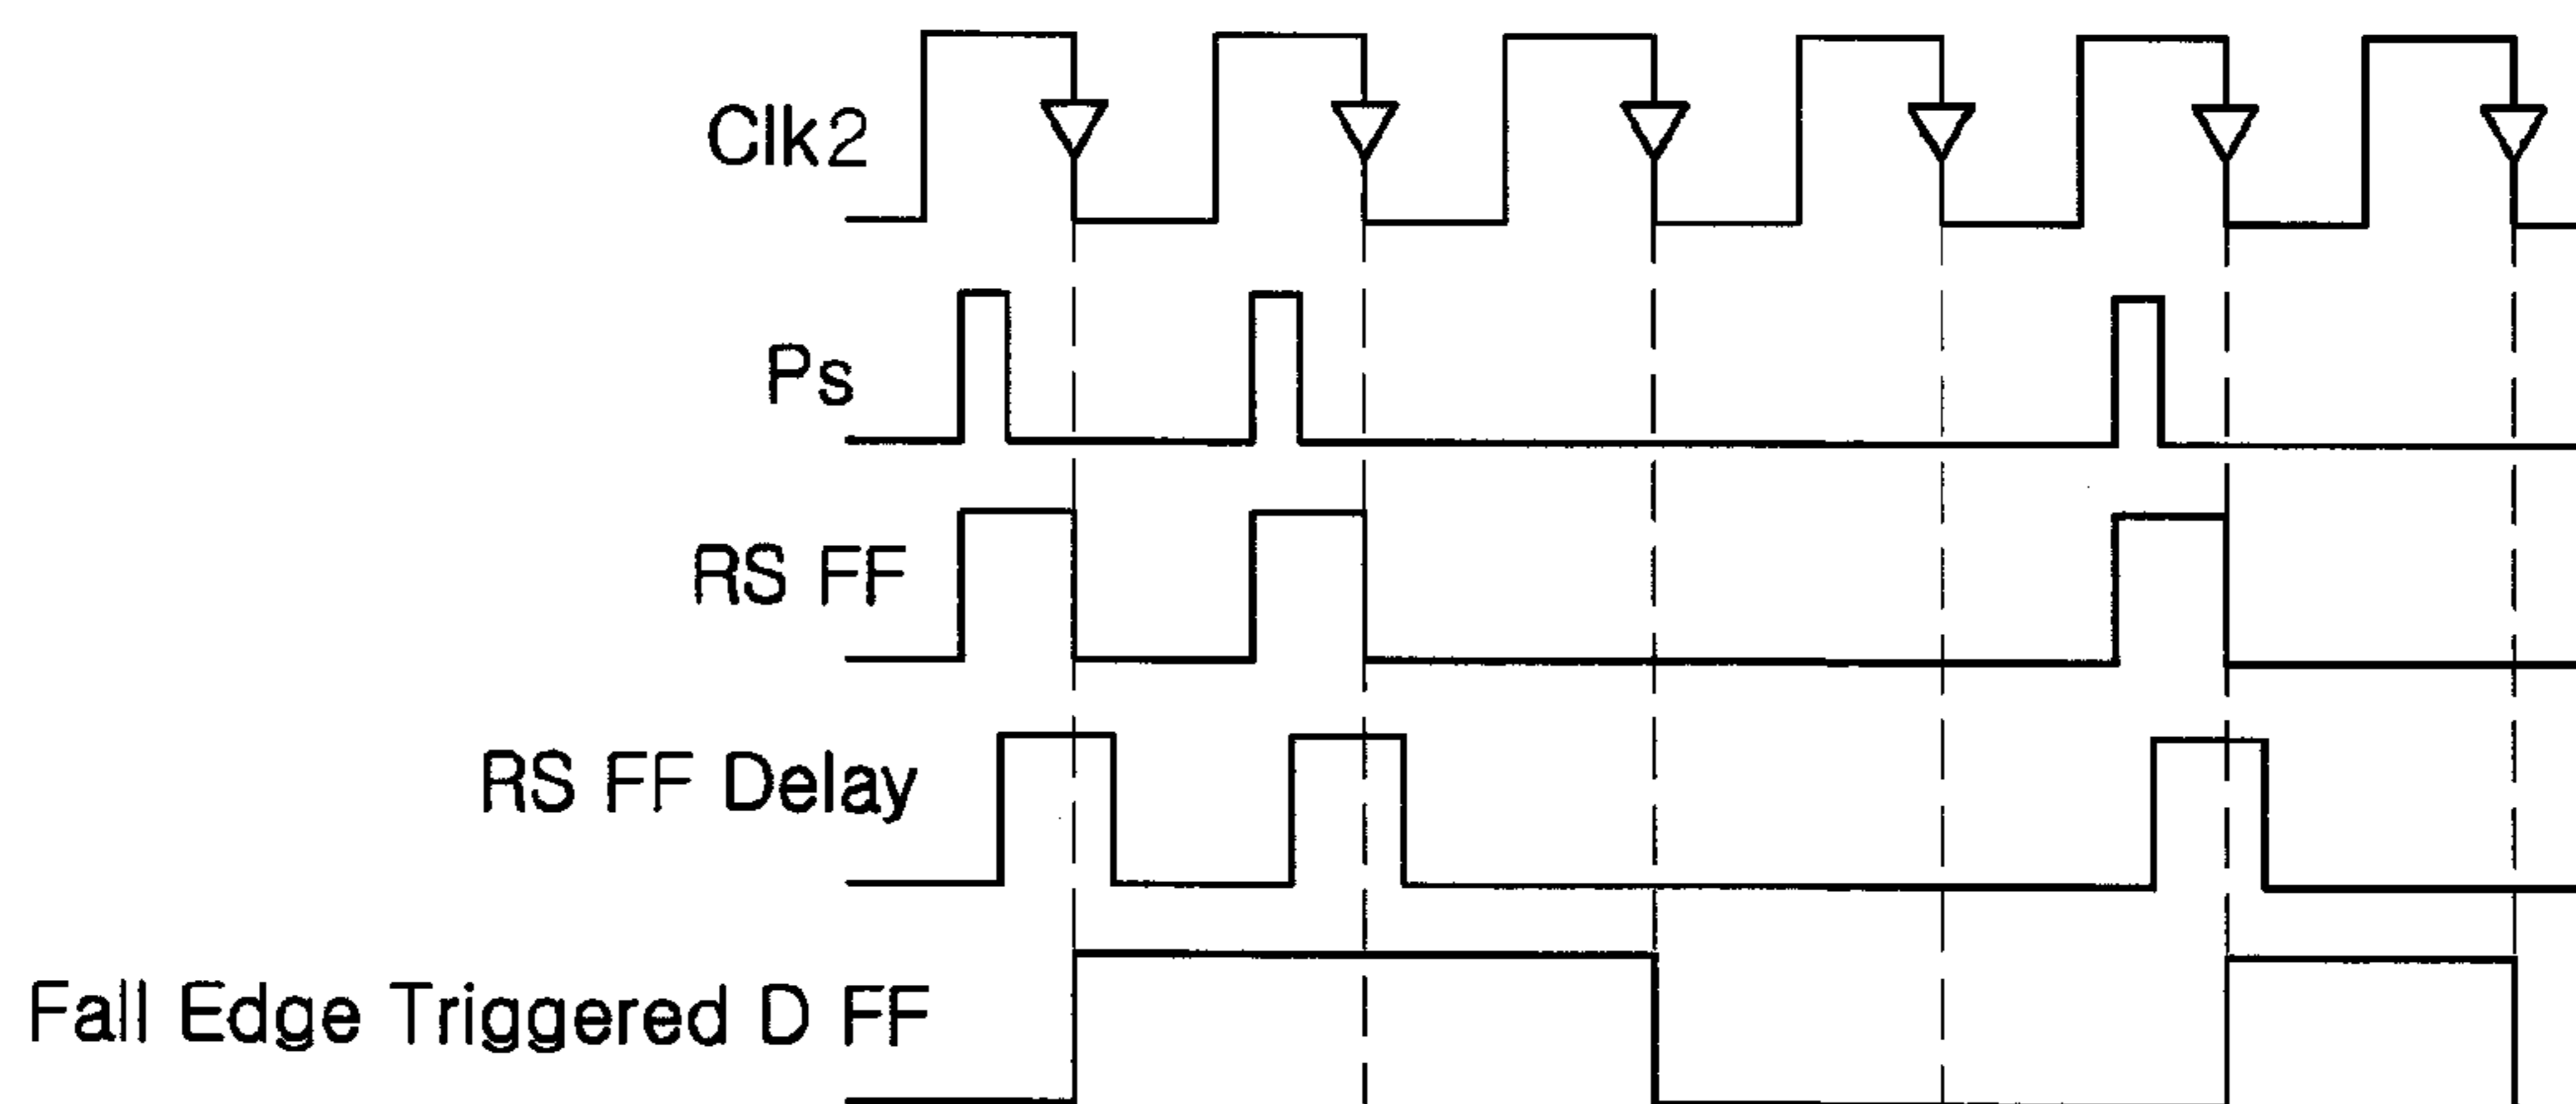 Clk2
Ps
RS FF
RS FF Delay
Fall Edge Triggered D FF